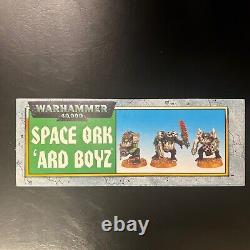 WARHAMMER
40,000
SPACE ORK
'ARD BOYZ